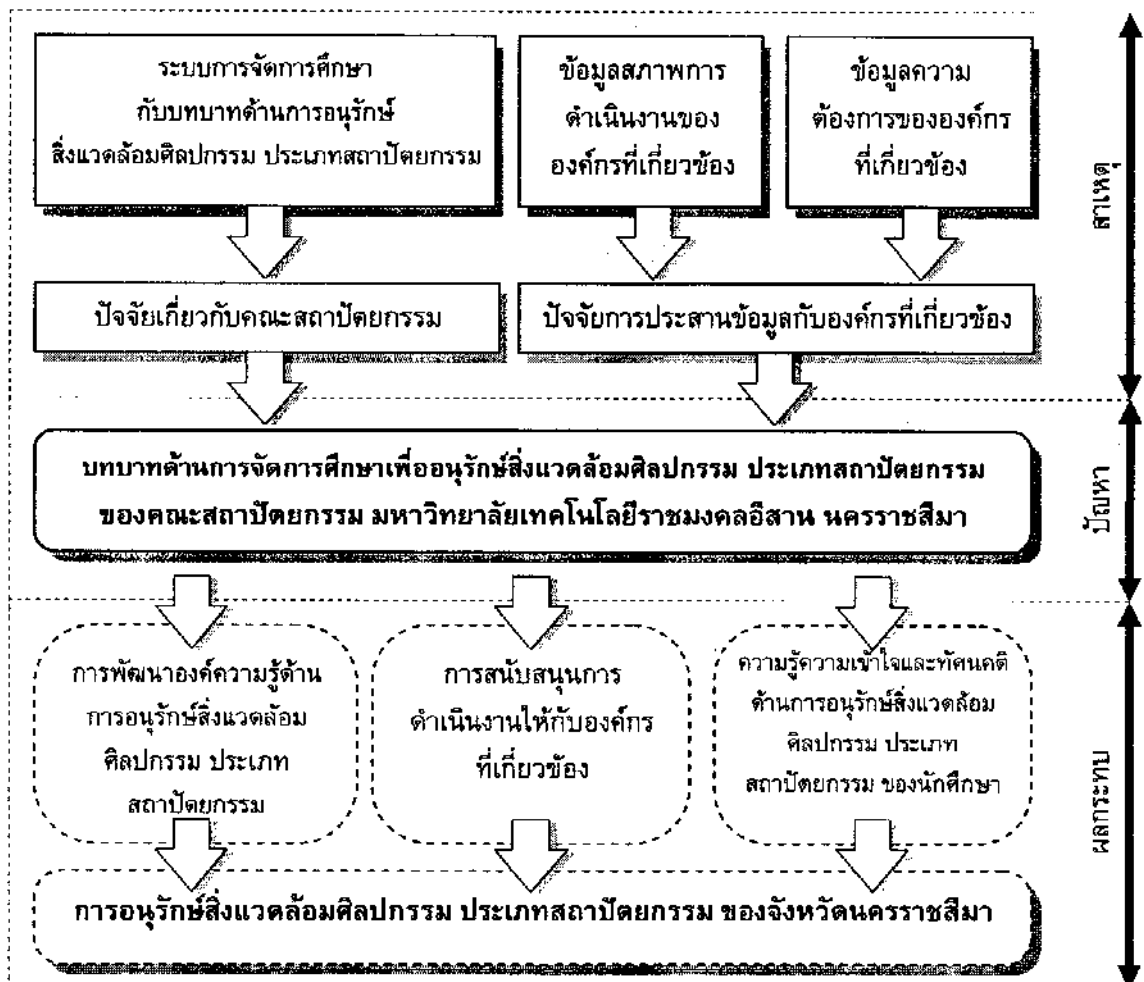 ระบบการจัดการศึกษา
กับบทบาทด้านการอนุรักษ์
สิ่งแวดล้อมศิลปกรรม ประเภทสถาปัตยกรรม
ข้อมูลสภาพการ
ดำเนินงานของ
องค์กรที่เกี่ยวข้อง
ข้อมูลความ
ต้องการขององค์กร
ที่เกี่ยวข้อง
สาเหตุ
ปัจจัยเกี่ยวกับคณะสถาปัตยกรรม
ปัจจัยการประสานข้อมูลกับองค์กรที่เกี่ยวข้อง
บทบาทด้านการจัดการศึกษาเพื่ออนุรักษ์สิ่งแวดล้อมศิลปกรรม ประเภทสถาปัตยกรรม
ของคณะสถาปัตยกรรม มหาวิทยาลัยเทคโนโลยีราชมงคลอีสาน นครราชสีมา
ปัญหา
การพัฒนาองค์ความรู้ด้าน
การอนุรักษ์สิ่งแวดล้อม
ศิลปกรรม ประเภท
สถาปัตยกรรม
การสนับสนุนการ
ดำเนินงานให้กับองค์กร
ที่เกี่ยวข้อง
ความรู้ความเข้าใจและทัศนคติ
ด้านการอนุรักษ์สิ่งแวดล้อม
ศิลปกรรม ประเภท
สถาปัตยกรรม ของนักศึกษา
ผลกระทบ
การอนุรักษ์สิ่งแวดล้อมศิลปกรรม ประเภทสถาปัตยกรรม ของจังหวัดนครราชสีมา